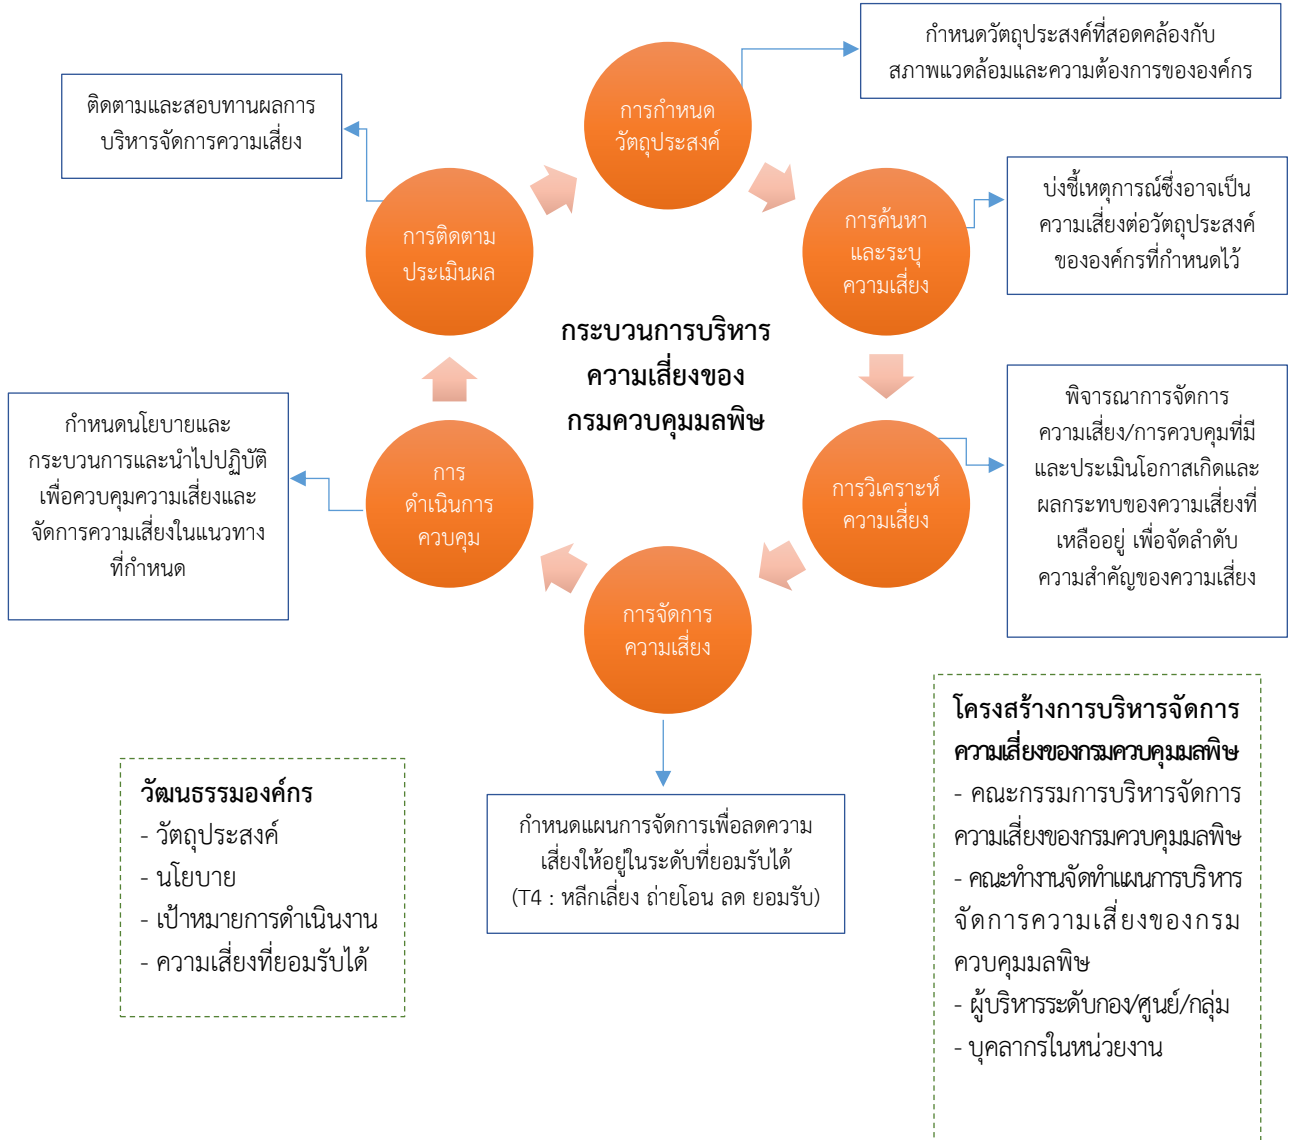 กำหนดวัตถุประสงค์ที่สอดคล้องกับ
สภาพแวดล้อมและความต้องการขององค์กร
การกำหนด
วัตถุประสงค์
ติดตามและสอบทานผลการ
บริหารจัดการความเสี่ยง
บ่งชี้เหตุการณ์ซึ่งอาจเป็น
ความเสี่ยงต่อวัตถุประสงค์
ขององค์กรที่กำหนดไว้
การค้นหา
และระบุ
ความเสี่ยง
การติดตาม
ประเมินผล
กระบวนการบริหาร
ความเสี่ยงของ
กรมควบคุมมลพิษ
พิจารณาการจัดการ
ความเสี่ยง/การควบคุมที่มี
และประเมินโอกาสเกิดและ
ผลกระทบของความเสี่ยงที่
เหลืออยู่ เพื่อจัดลำดับ
ความสำคัญของความเสี่ยง
กำหนดนโยบายและ
กระบวนการและนำไปปฏิบัติ
เพื่อควบคุมความเสี่ยงและ
จัดการความเสี่ยงในแนวทาง
ที่กำหนด
การ
ดำเนินการ
ควบคุม
การวิเคราะห์
ความเสี่ยง
การจัดการ
ความเสี่ยง
กำหนดแผนการจัดการเพื่อลดความ
เสี่ยงให้อยู่ในระดับที่ยอมรับได้
(T4 : หลีกเลี่ยง ถ่ายโอน ลด ยอมรับ)
วัฒนธรรมองค์กร
- วัตถุประสงค์
- นโยบาย
- เป้าหมายการดำเนินงาน
- ความเสี่ยงที่ยอมรับได้
โครงสร้างการบริหารจัดการ
ความเสี่ยงของกรมควบคุมมลพิษ
- คณะกรรมการบริหารจัดการ
ความเสี่ยงของกรมควบคุมมลพิษ
- คณะทำงานจัดทำแผนการบริหาร
จัดการความเสี่ยงของกรม
ควบคุมมลพิษ
- ผู้บริหารระดับกอง/ศูนย์/กลุ่ม
- บุคลากรในหน่วยงาน